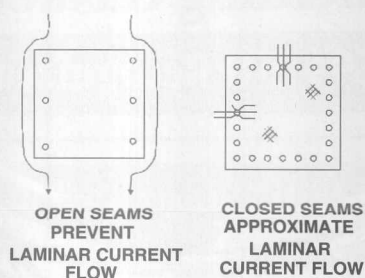 OPEN SEAMS
PREVENT
LAMINAR CURRENT
FLOW
CLOSED SEAMS
APPROXIMATE
LAMINAR
CURRENT FLOW